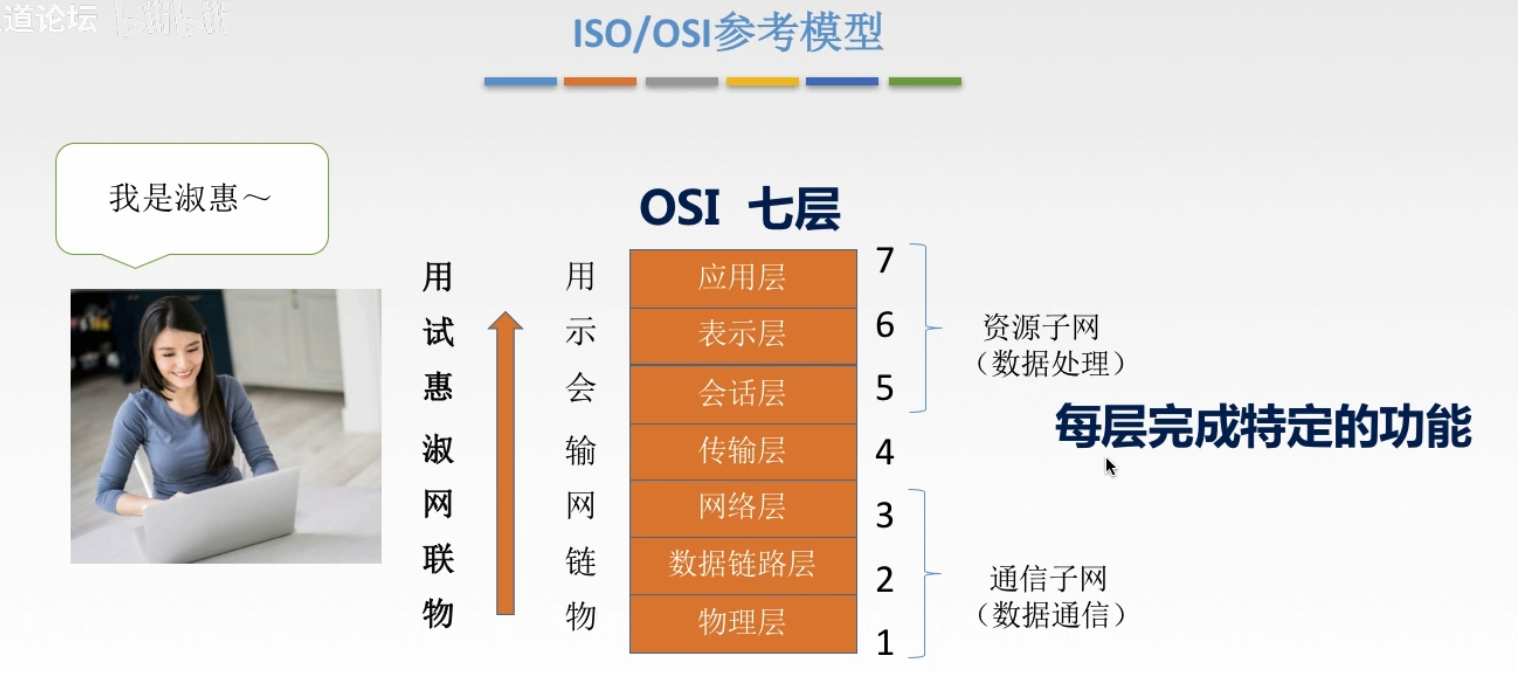 道论坛 bilibili
ISO/OSI参考模型
我是淑惠～
OSI 七层
用 用 应用层 7
试 示 表示层 6
惠 会 会话层 5
淑 输 传输层 4
网 网 网络层 3
联 链 数据链路层 2
物 物 物理层 1
资源子网
（数据处理）
每层完成特定的功能
通信子网
（数据通信）